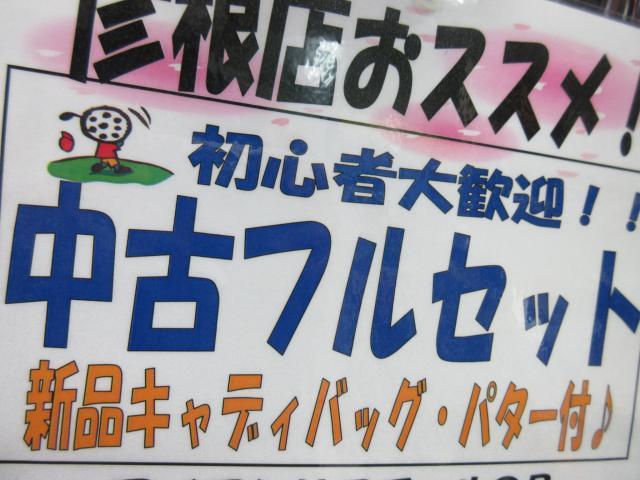 彦根店おススメ！
初心者大歓迎！！
中古フルセット
新品キャディバッグ・パター付♪